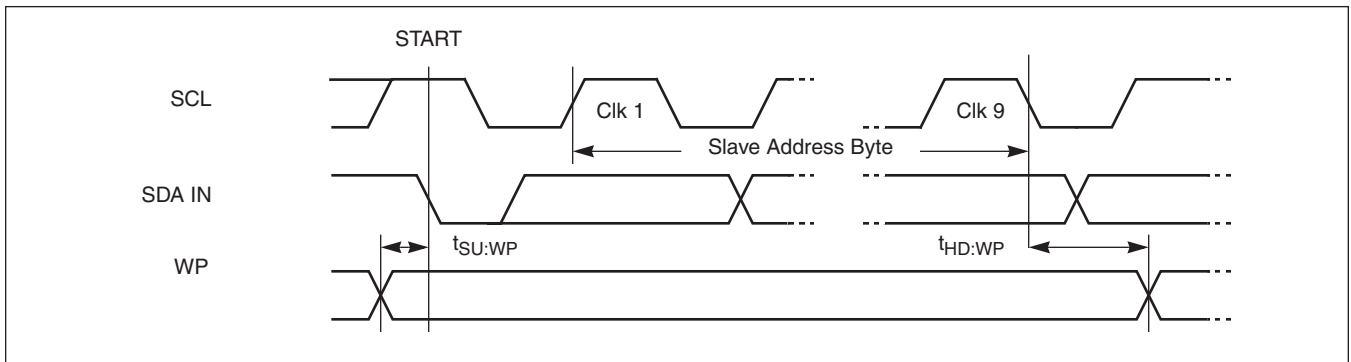 START
SCL
Clk 1
Clk 9
Slave Address Byte
SDA IN
tSU:WP
tHD:WP
WP